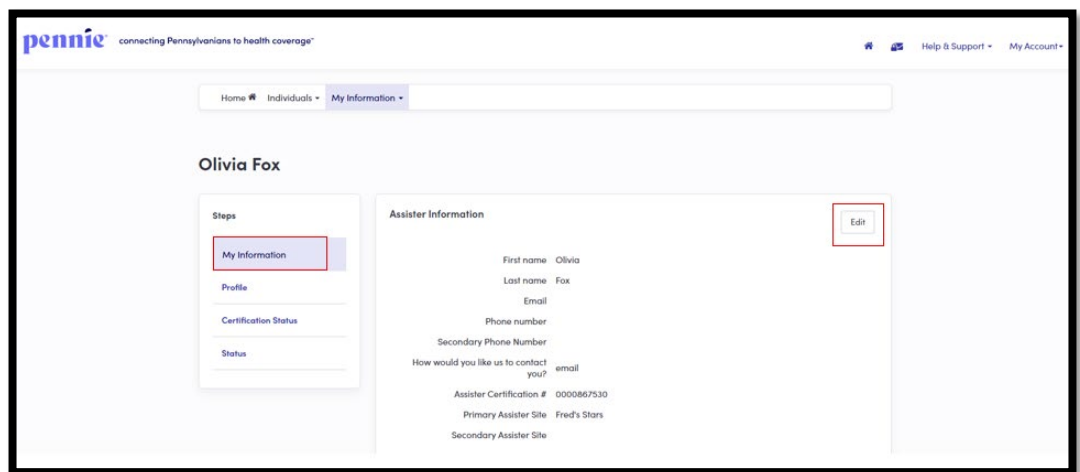 pennie connecting Pennsylvanians to health coverage™
Help & Support My Account
Home Individuals My Information
Olivia Fox
Steps
My Information
Profile
Certification Status
Status
Assister Information
Edit
First name Olivia
Last name Fox
Email
Phone number
Secondary Phone Number
How would you like us to contact
you? email
Assister Certification # 0000867530
Primary Assister Site Fred's Stars
Secondary Assister Site